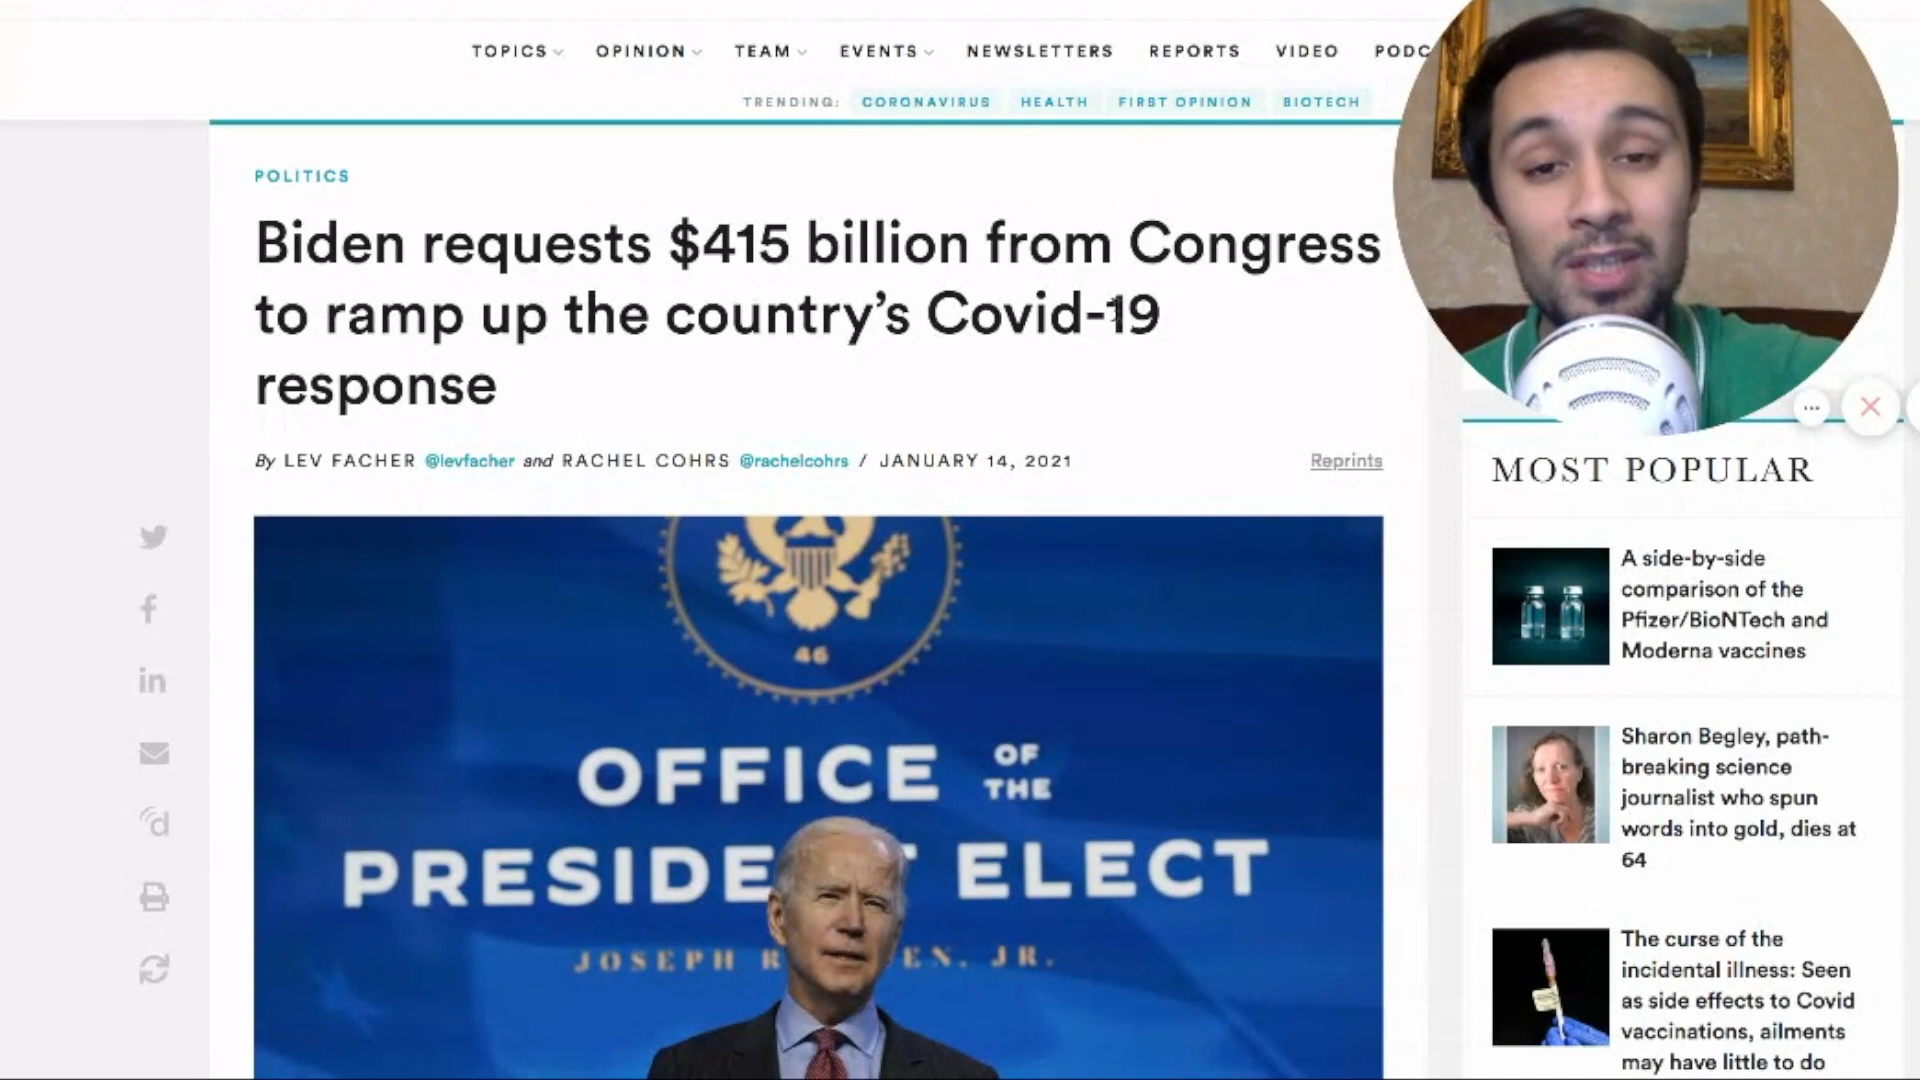 TOPICS OPINION TEAM EVENTS NEWSLETTERS REPORTS VIDEO
TRENDING: CORONAVIRUS HEALTH FIRST OPINION BIOTECH
POLITICS
Biden requests $415 billion from Congress
to ramp up the country's Covid-19
response
By LEV FACHER @levfacher and RACHEL COHRS @rachelcohrs / JANUARY 14, 2021
Reprints
46
OFFICE OF THE
PRESIDE T ELECT
JOSEPH R EN, JR.
MOST POPULAR
A side-by-side
comparison of the
Pfizer/BioNTech and
Moderna vaccines
Sharon Begley, path-
breaking science
journalist who spun
words into gold, dies at
64
The curse of the
incidental illness: Seen
as side effects to Covid
vaccinations, ailments
may have little to do